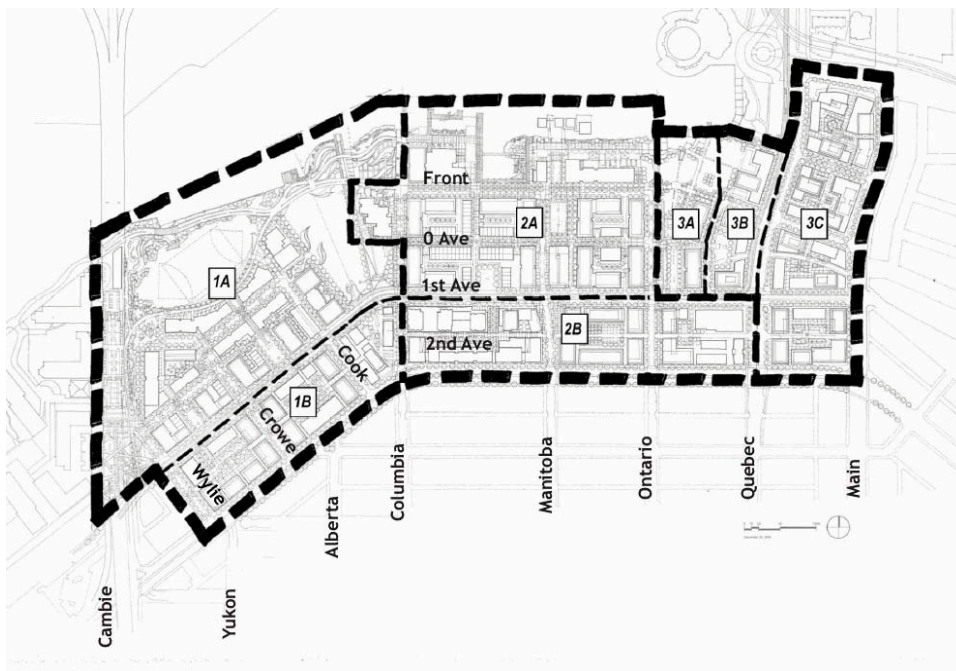 Front
2A
3A
3B
3C
0 Ave
1A
1st Ave
2B
2nd Ave
Cook
1B
Crowe
Wylie
Cambie
Yukon
Alberta
Columbia
Manitoba
Ontario
Quebec
Main